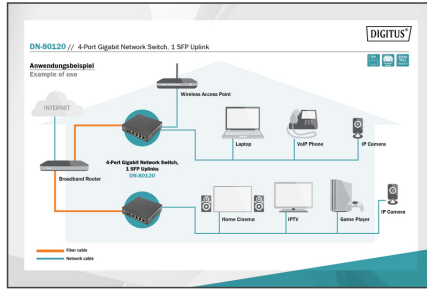 DIGITUS®
DN-80120 // 4-Port Gigabit Network Switch, 1 SFP Uplink
Anwendungsbeispiel
Example of use
INTERNET
Wireless Access Point
Laptop
VoIP Phone
IP Camera
4-Port Gigabit Network Switch,
1 SFP Uplinks
DN-80120
Broadband Router
Home Cinema
IPTV
Game Player
IP Camera
Fiber cable
Network cable